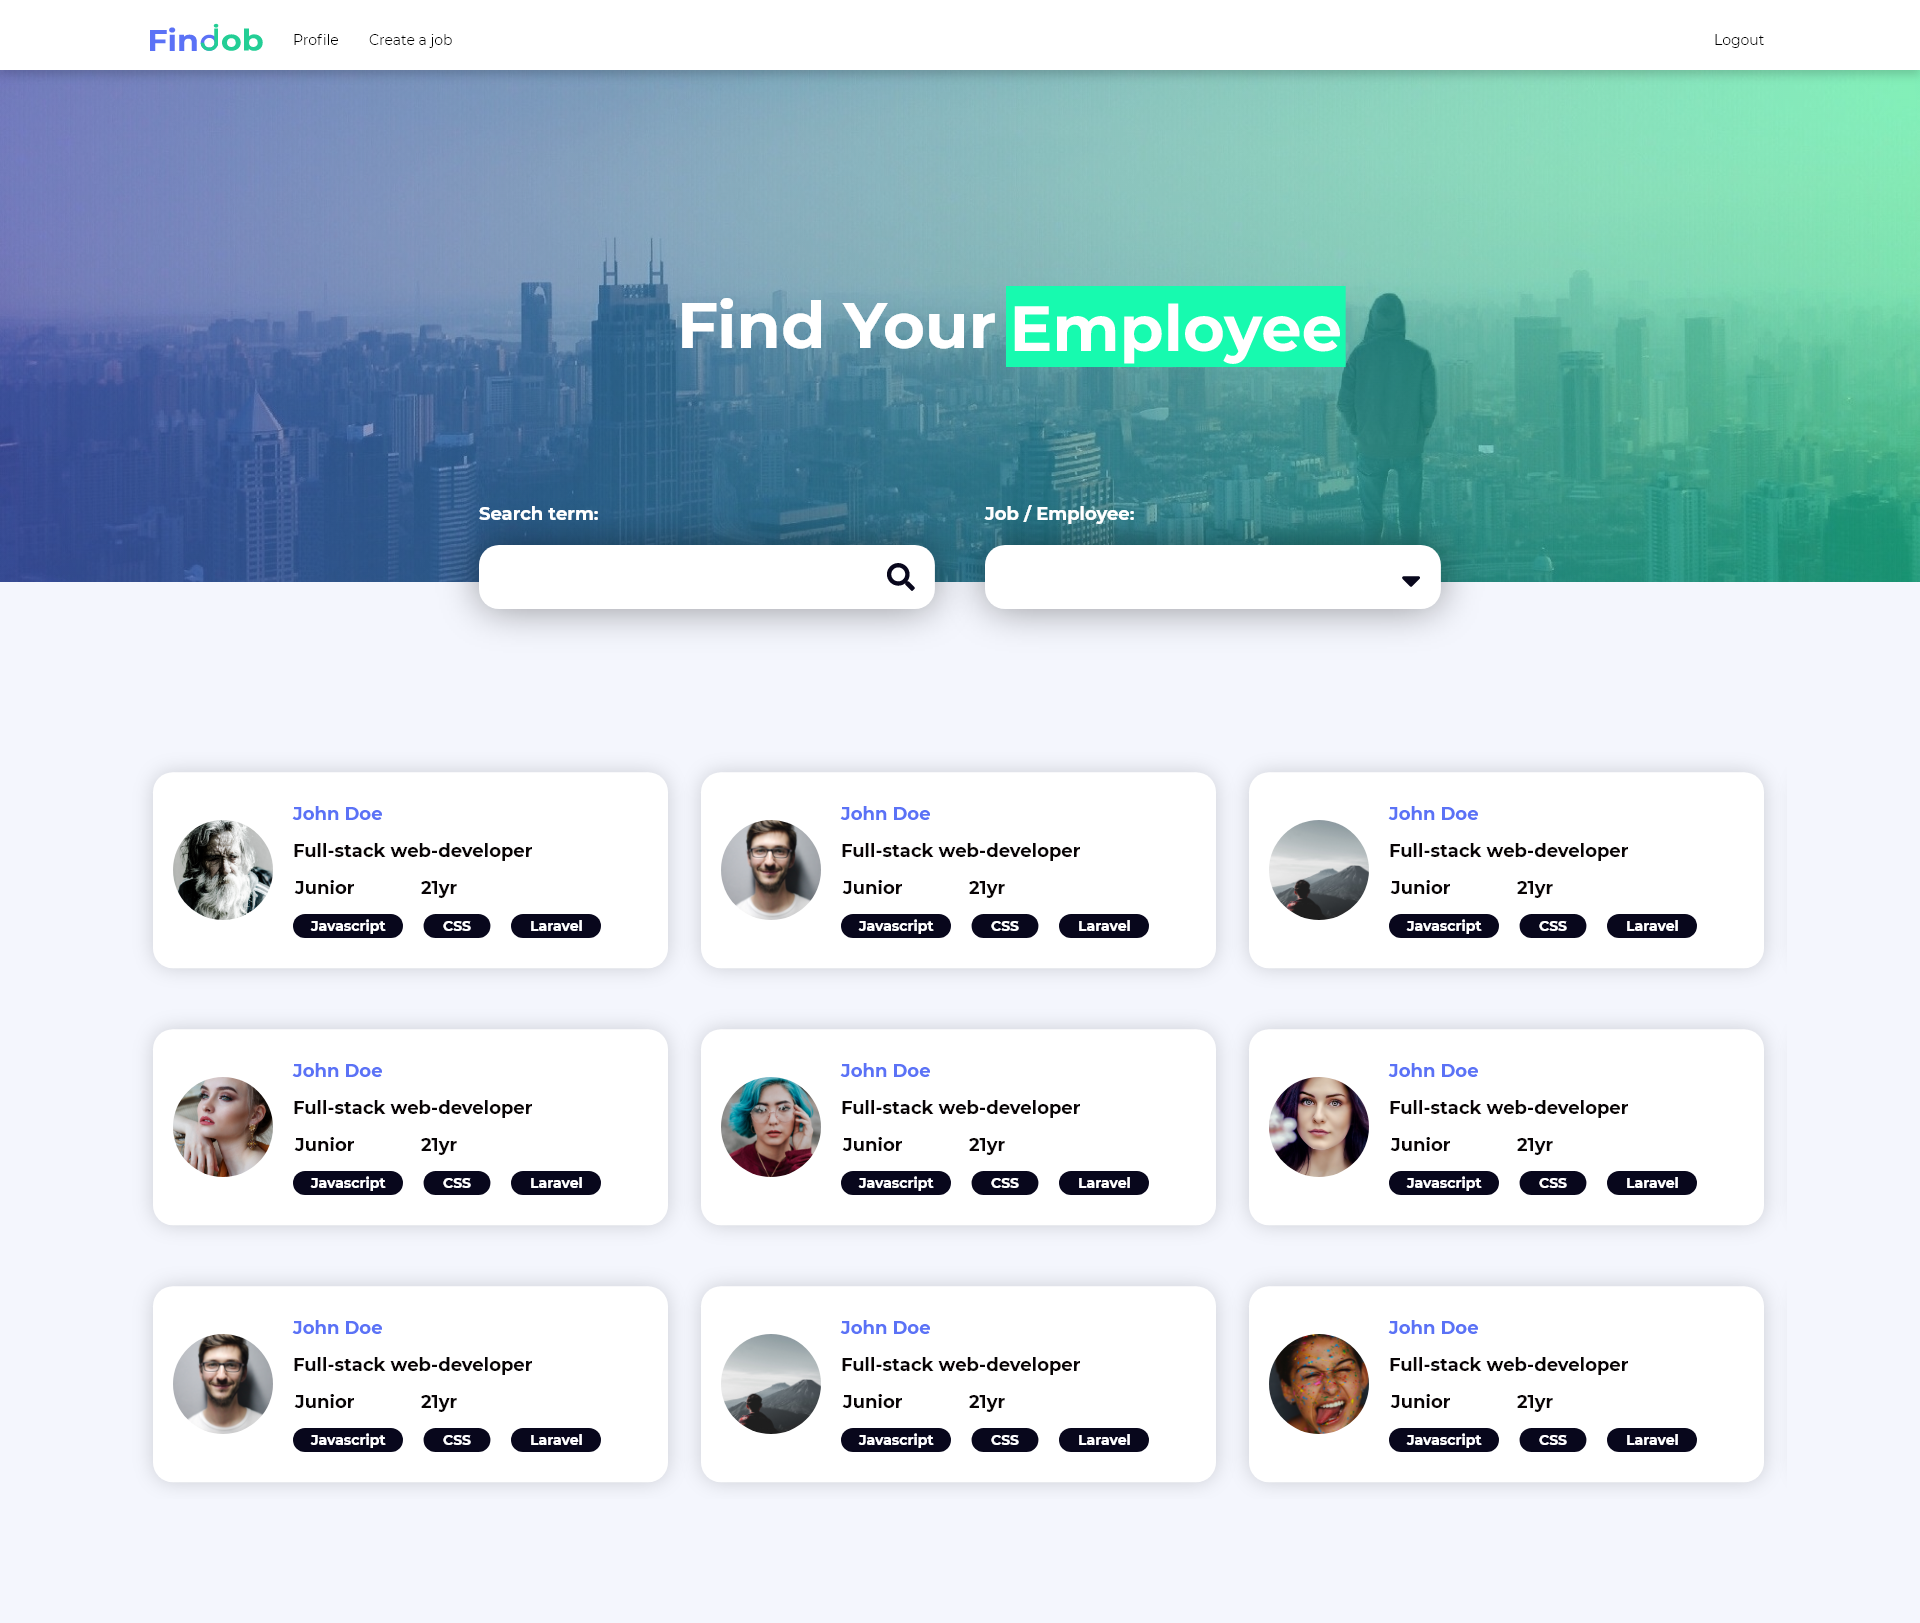 Findob Profile Create a job Logout
Find Your Employee
Search term: Job / Employee:
John Doe John Doe John Doe
Full-stack web-developer Full-stack web-developer Full-stack web-developer
Junior 21yr Junior 21yr Junior 21yr
Javascript CSS Laravel Javascript CSS Laravel Javascript CSS Laravel
John Doe John Doe John Doe
Full-stack web-developer Full-stack web-developer Full-stack web-developer
Junior 21yr Junior 21yr Junior 21yr
Javascript CSS Laravel Javascript CSS Laravel Javascript CSS Laravel
John Doe John Doe John Doe
Full-stack web-developer Full-stack web-developer Full-stack web-developer
Junior 21yr Junior 21yr Junior 21yr
Javascript CSS Laravel Javascript CSS Laravel Javascript CSS Laravel